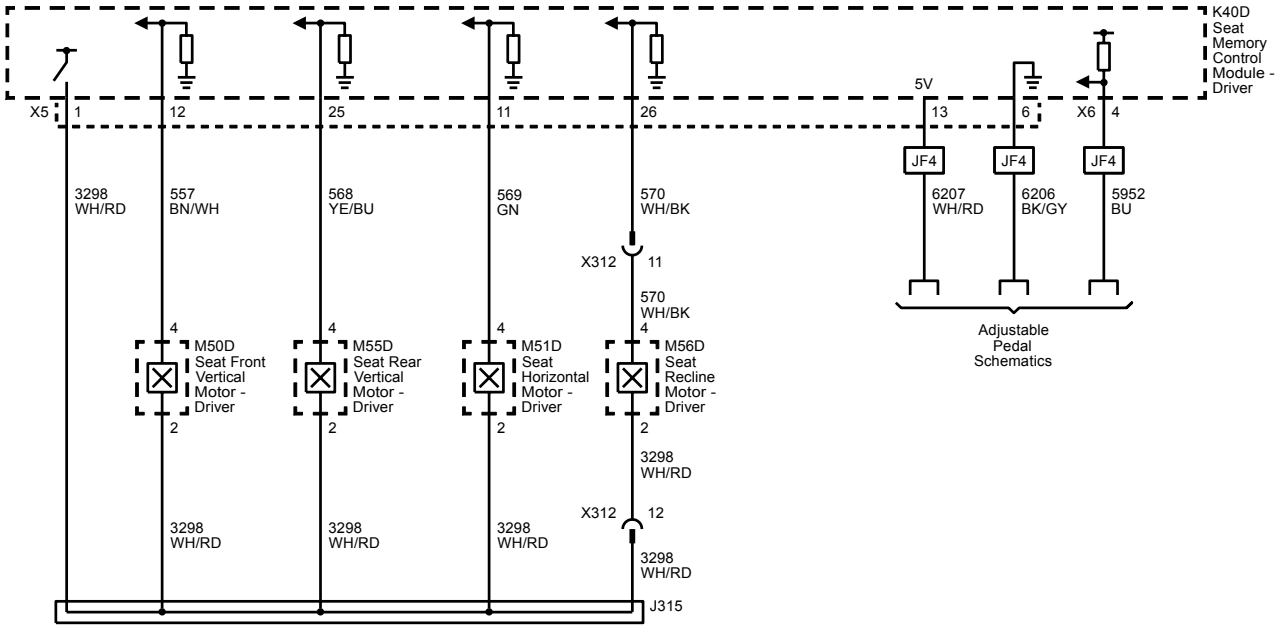 K40D
Seat
Memory
Control
Module -
Driver
5V
X5 1 12 25 11 26 13 6 X6 4
JF4 JF4 JF4
3298
WH/RD
557
BN/WH
568
YE/BU
569
GN
570
WH/BK
6207
WH/RD
6206
BK/GY
5952
BU
X312 11
570
WH/BK
Adjustable
Pedal
Schematics
4 4 4 4
M50D
Seat Front
Vertical
Motor -
Driver
M55D
Seat Rear
Vertical
Motor -
Driver
M51D
Seat
Horizontal
Motor -
Driver
M56D
Seat
Recline
Motor -
Driver
2 2 2 2
3298
WH/RD
X312 12
3298
WH/RD
3298
WH/RD
3298
WH/RD
3298
WH/RD
J315